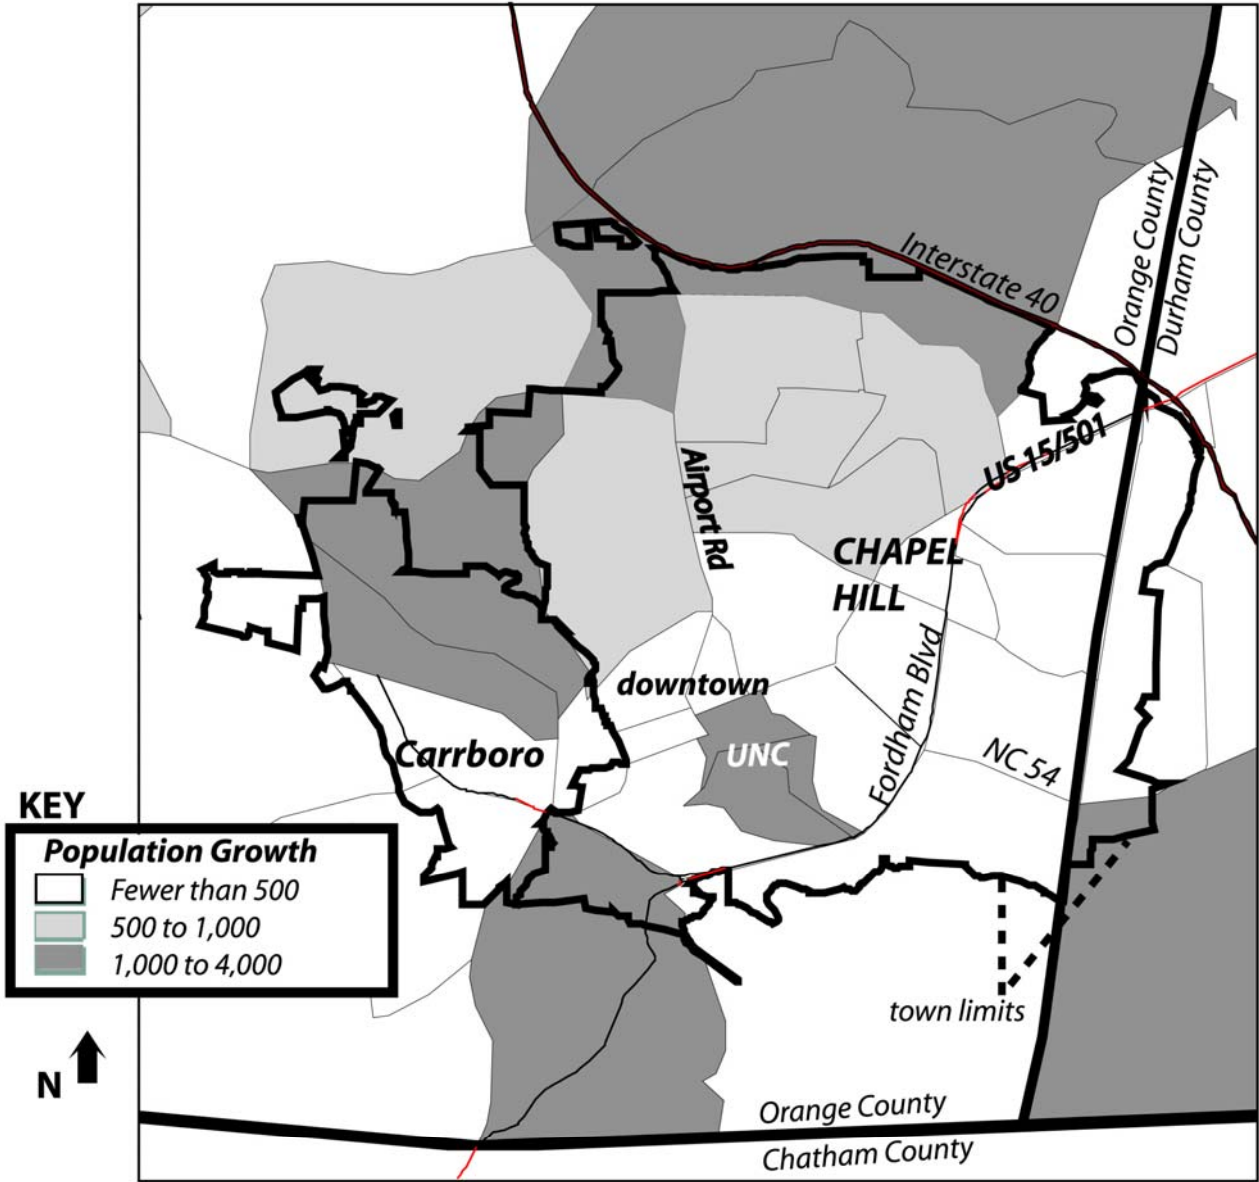 Orange County
Durham County
Interstate 40
US 15/501
Airport Rd
CHAPEL
HILL
Fordham Blvd
downtown
UNC
NC 54
Carrboro
KEY
Population Growth
Fewer than 500
500 to 1,000
1,000 to 4,000
town limits
N
Orange County
Chatham County